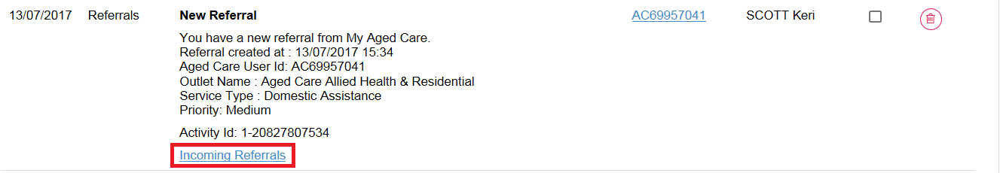 13/07/2017 Referrals New Referral AC69957041 SCOTT Keri
You have a new referral from My Aged Care.
Referral created at : 13/07/2017 15:34
Aged Care User Id: AC69957041
Outlet Name : Aged Care Allied Health & Residential
Service Type : Domestic Assistance
Priority: Medium
Activity Id: 1-20827807534
Incoming Referrals